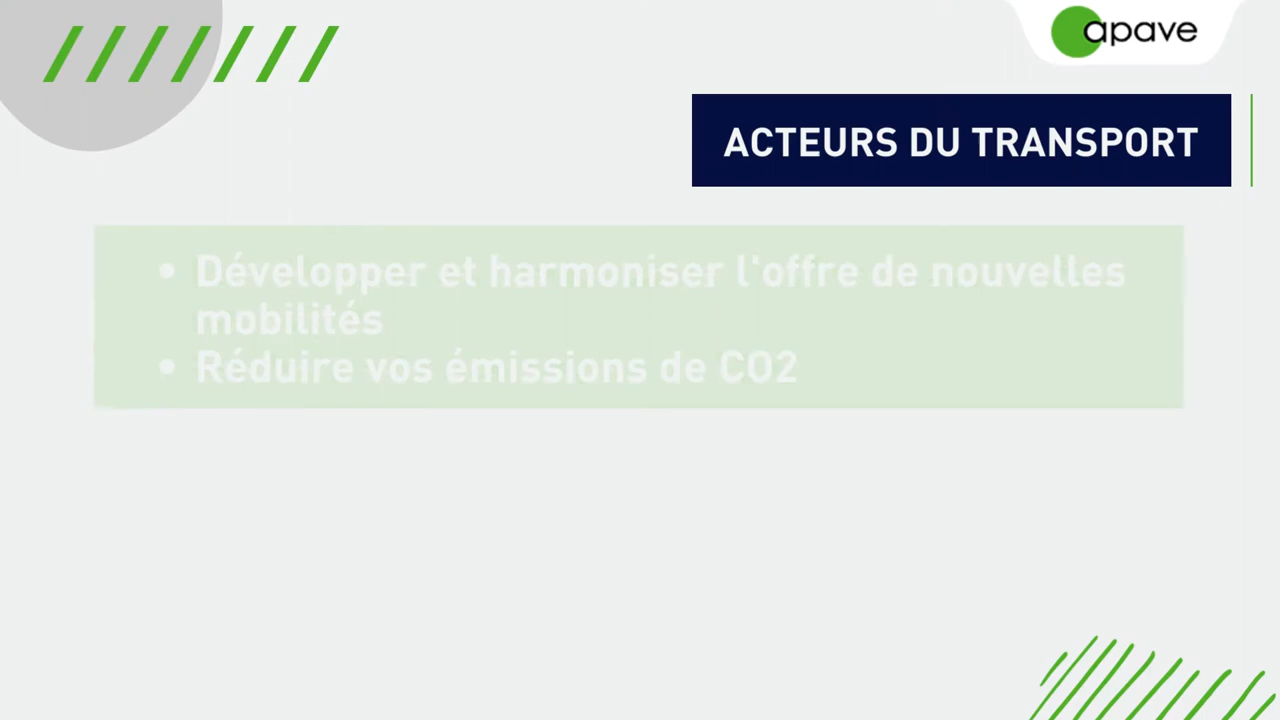 apave
ACTEURS DU TRANSPORT
• Développer et harmoniser l'offre de nouvelles
mobilités
• Réduire vos émissions de CO2